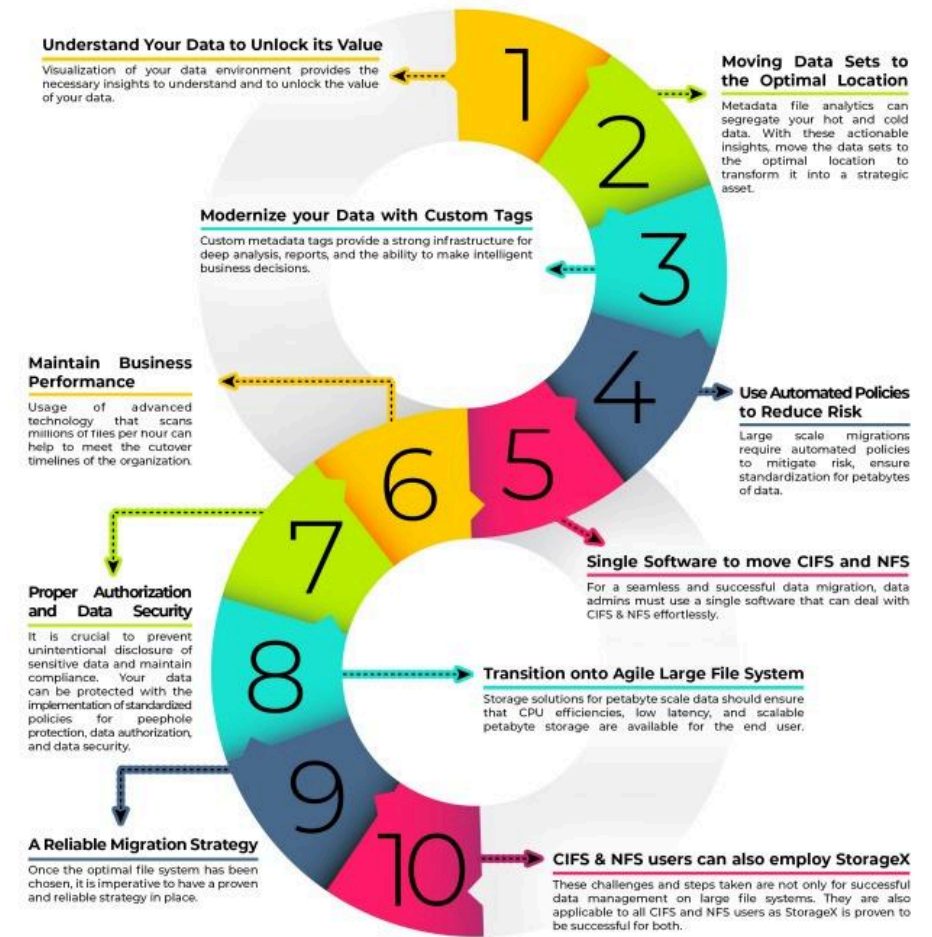 Understand Your Data to Unlock its Value
Visualization of your data environment provides the
necessary insights to understand and to unlock the value
of your data.
1
Moving Data Sets to
the Optimal Location
Metadata file analytics can
segregate your hot and cold
data. With these actionable
insights, move the data sets to
the optimal location to
transform it into a strategic
asset.
2
Modernize your Data with Custom Tags
Custom metadata tags provide a strong infrastructure for
deep analysis, reports, and the ability to make intelligent
business decisions.
3
4
Use Automated Policies
to Reduce Risk
Large scale migrations
require automated policies
to mitigate risk, ensure
standardization for petabytes
of data.
5
Single Software to move CIFS and NFS
For a seamless and successful data migration, data
admins must use a single software that can deal with
CIFS & NFS effortlessly.
Maintain Business
Performance
Usage of advanced
technology that scans
millions of files per hour can
help to meet the cutover
timelines of the organization.
6
7
Proper Authorization
and Data Security
It is crucial to prevent
unintentional disclosure of
sensitive data and maintain
compliance. Your data
can be protected with the
implementation of standardized
policies for peephole
protection, data authorization,
and data security.
8
Transition onto Agile Large File System
Storage solutions for petabyte scale data should ensure
that CPU efficiencies, low latency, and scalable
petabyte storage are available for the end user.
9
A Reliable Migration Strategy
Once the optimal file system has been
chosen, it is imperative to have a proven
and reliable strategy in place.
10
CIFS & NFS users can also employ StorageX
These challenges and steps taken are not only for successful
data management on large file systems. They are also
applicable to all CIFS and NFS users as StorageX is proven to
be successful for both.